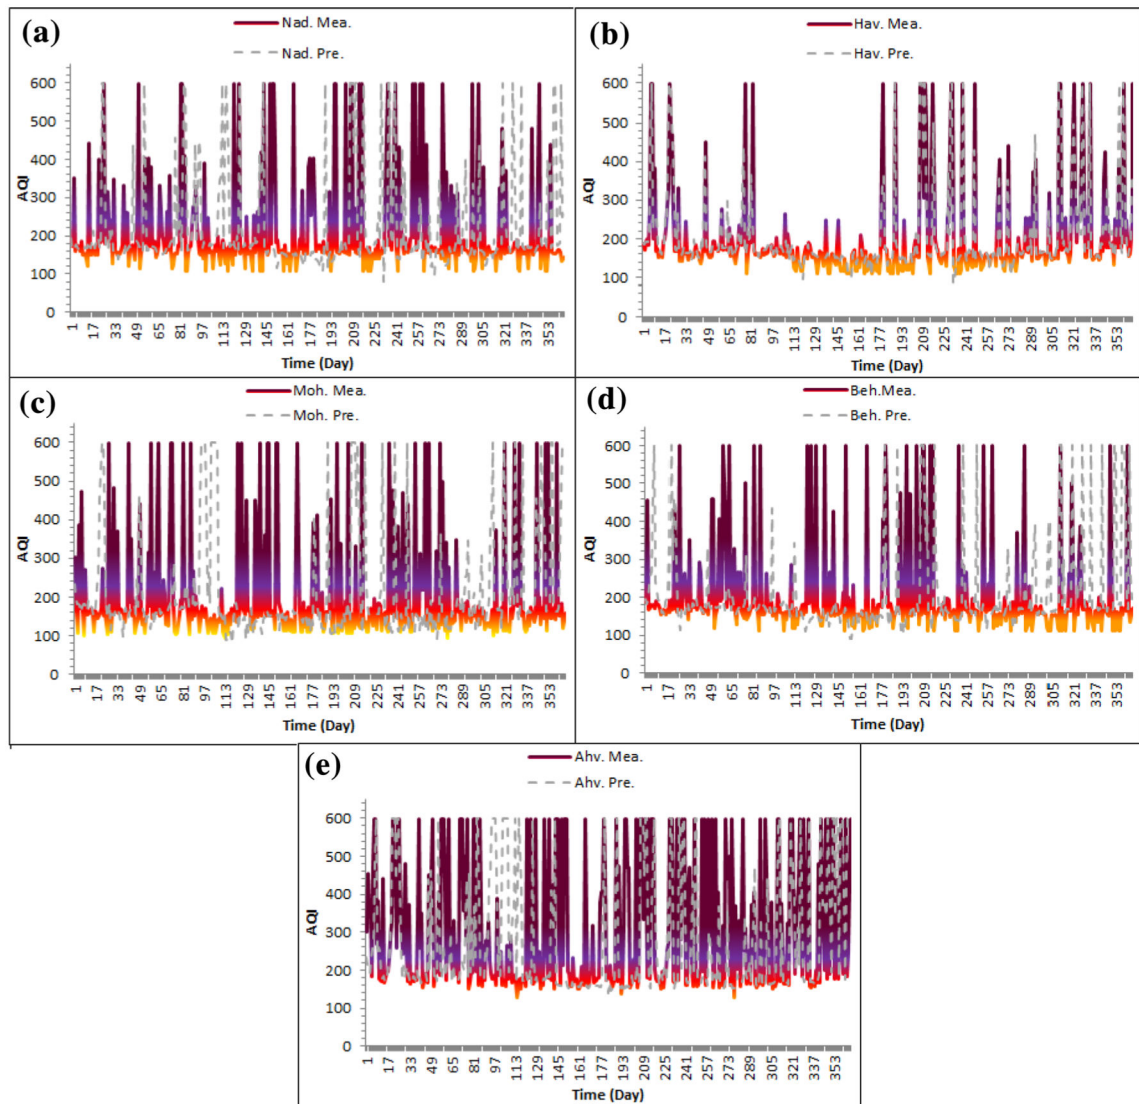 (a)
Nad. Mea.
Nad. Pre.
600
500
400
300
200
100
0
AQI
1 17 33 49 65 81 97 113 129 145 161 177 193 209 225 241 257 273 289 305 321 337 353
Time (Day)
(b)
Hav. Mea.
Hav. Pre.
600
500
400
300
200
100
0
AQI
1 17 33 49 65 81 97 113 129 145 161 177 193 209 225 241 257 273 289 305 321 337 353
Time (Day)
(c)
Moh. Mea.
Moh. Pre.
600
500
400
300
200
100
0
AQI
1 17 33 49 65 81 97 113 129 145 161 177 193 209 225 241 257 273 289 305 321 337 353
Time (Day)
(d)
Beh.Mea.
Beh. Pre.
600
500
400
300
200
100
0
AQI
1 17 33 49 65 81 97 113 129 145 161 177 193 209 225 241 257 273 289 305 321 337 353
Time (Day)
(e)
Ahv. Mea.
Ahv. Pre.
600
500
400
300
200
100
0
AQI
1 17 33 49 65 81 97 113 129 145 161 177 193 209 225 241 257 273 289 305 321 337 353
Time (Day)